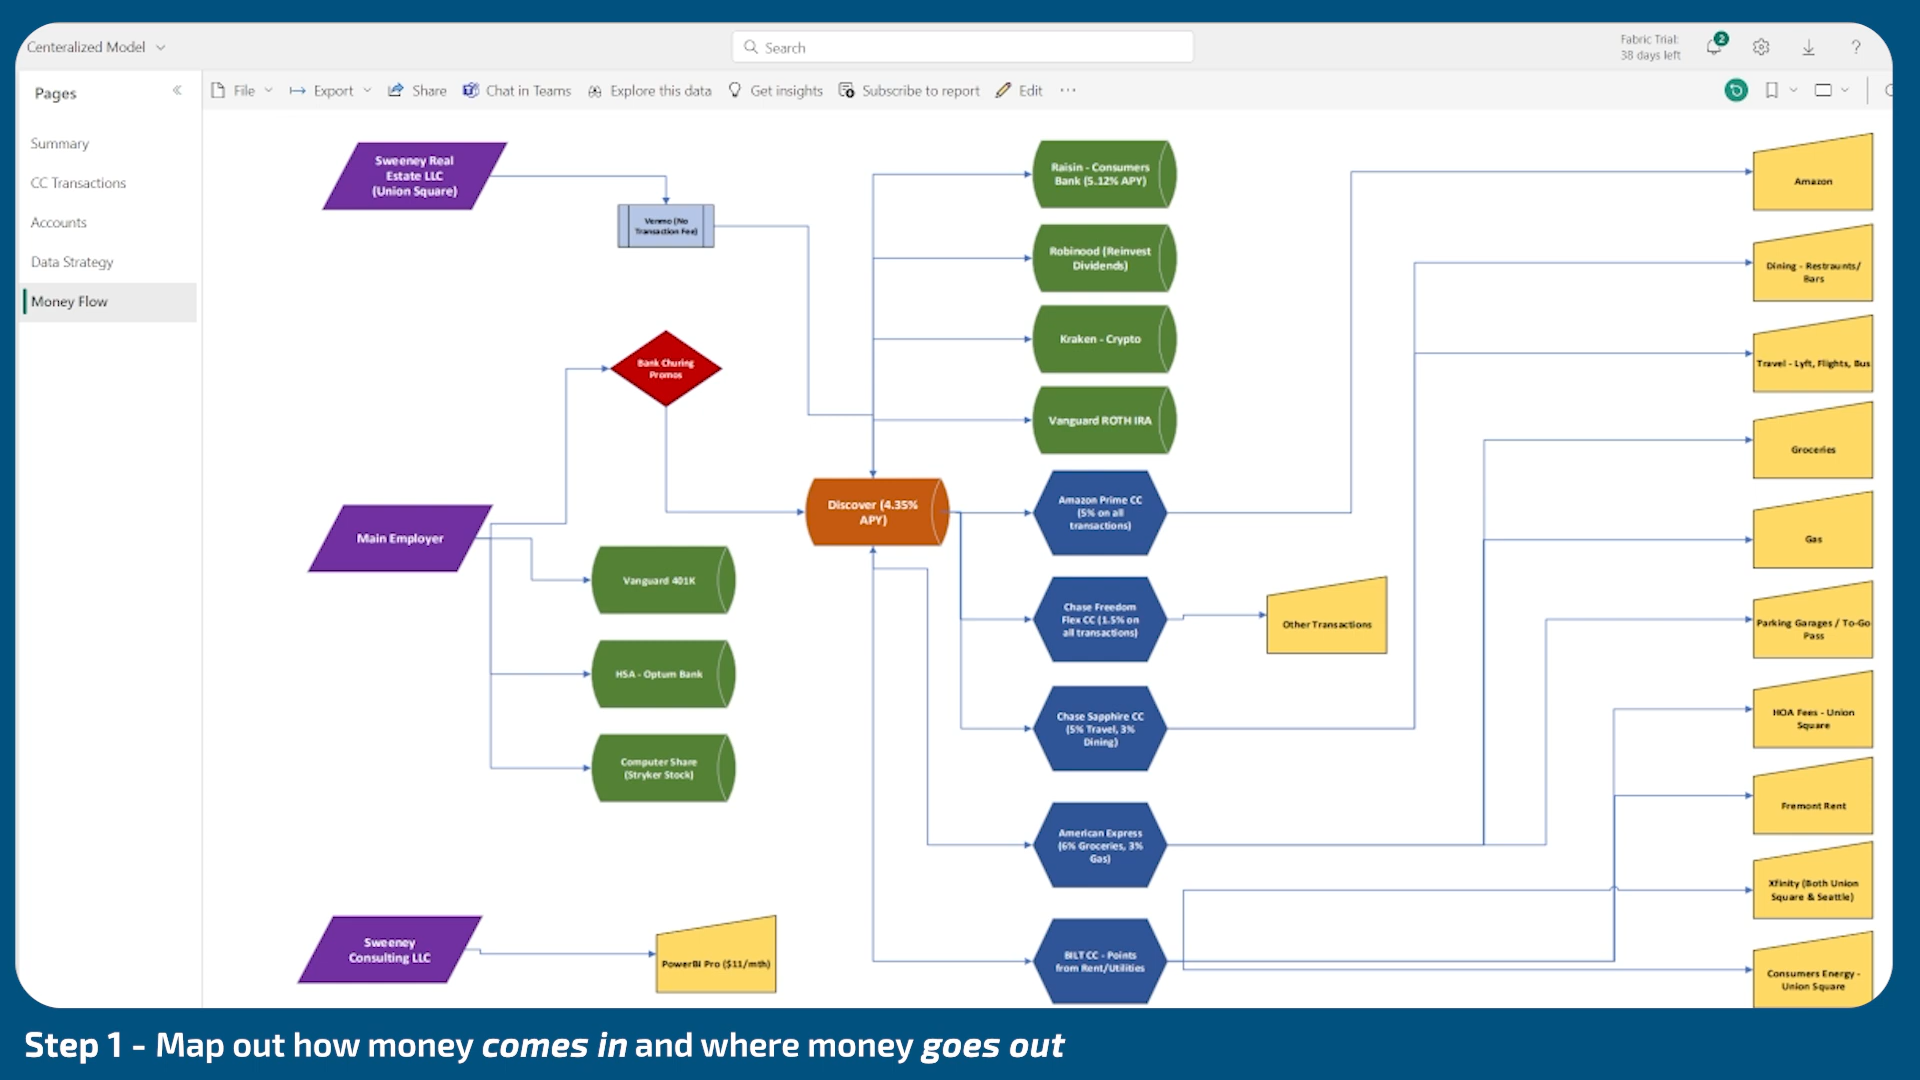 Centeralized Model
Search
Fabric Trial:
38 days left
2
?
Pages
File
Export
Share
Chat in Teams
Explore this data
Get insights
Subscribe to report
Edit
Summary
CC Transactions
Accounts
Data Strategy
Money Flow
Sweeney Real
Estate LLC
(Union Square)
Venmo (No
Transaction Fee)
Bank Churing
Promos
Main Employer
Vanguard 401K
HSA - Optum Bank
Computer Share
(Stryker Stock)
Sweeney
Consulting LLC
PowerBI Pro ($11/mth)
Discover (4.35%
APY)
Raisin - Consumers
Bank (5.12% APY)
Robinood (Reinvest
Dividends)
Kraken - Crypto
Vanguard ROTH IRA
Amazon Prime CC
(5% on all
transactions)
Chase Freedom
Flex CC (1.5% on
all transactions)
Chase Sapphire CC
(5% Travel, 3%
Dining)
American Express
(6% Groceries, 3%
Gas)
BILT CC - Points
from Rent/Utilities
Other Transactions
Amazon
Dining - Restraunts/
Bars
Travel - Lyft, Flights, Bus
Groceries
Gas
Parking Garages / To-Go
Pass
HOA Fees - Union
Square
Fremont Rent
Xfinity (Both Union
Square & Seattle)
Consumers Energy -
Union Square
Step 1 - Map out how money comes in and where money goes out